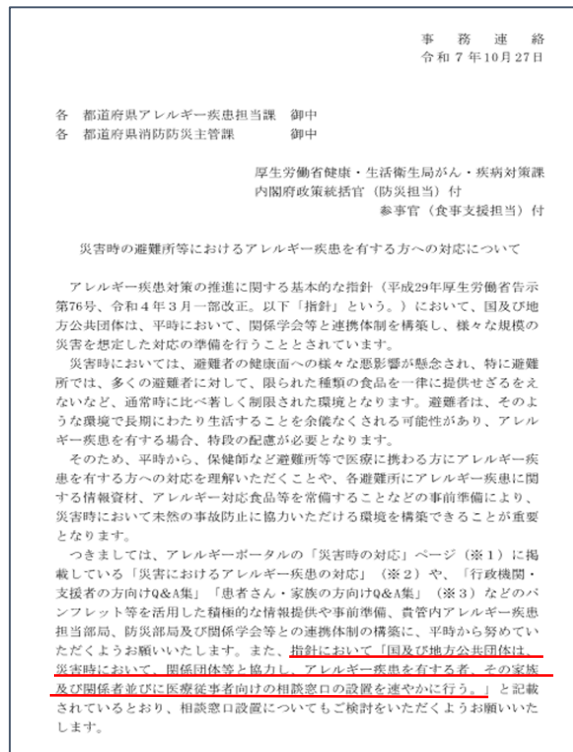 事務連絡
令和７年10月27日
各　都道府県アレルギー疾患担当課　御中
各　都道府県消防防災主管課　御中
厚生労働省健康・生活衛生局がん・疾病対策課
内閣府政策統括官（防災担当）付
参事官（食事支援担当）付
災害時の避難所等におけるアレルギー疾患を有する方への対応について
アレルギー疾患対策の推進に関する基本的な指針（平成29年厚生労働省告示
第76号、令和４年３月一部改正。以下「指針」という。）において、国及び地
方公共団体は、平時において、関係学会等と連携体制を構築し、様々な規模の
災害を想定した対応の準備を行うこととされています。
災害時においては、避難者の健康面への様々な悪影響が懸念され、特に避難
所では、多くの避難者に対して、限られた種類の食品を一律に提供せざるをえ
ないなど、通常時に比べ著しく制限された環境となります。避難者は、そのよ
うな環境で長期にわたり生活することを余儀なくされる可能性があり、アレル
ギー疾患を有する場合、特段の配慮が必要となります。
そのため、平時から、保健師など避難所等で医療に携わる方にアレルギー疾
患を有する方への対応を理解いただくことや、各避難所にアレルギー疾患に関
する情報資材、アレルギー対応食品等を常備することなどの事前準備により、
災害時において未然の事故防止に協力いただける環境を構築できることが重要
となります。
つきましては、アレルギーポータルの「災害時の対応」ページ（※１）に掲
載している「災害におけるアレルギー疾患の対応」（※２）や、「行政機関・
支援者の方向けQ&A集」「患者さん・家族の方向けQ&A集」（※３）などのパ
ンフレット等を活用した積極的な情報提供や事前準備、貴管内アレルギー疾患
担当部局、防災部局及び関係学会等との連携体制の構築に、平時から努めてい
ただくようお願いいたします。また、指針において「国及び地方公共団体は、
災害時において、関係団体等と協力し、アレルギー疾患を有する者、その家族
及び関係者並びに医療従事者向けの相談窓口の設置を速やかに行う。」と記載
されているとおり、相談窓口設置についてもご検討をいただくようお願いいた
します。